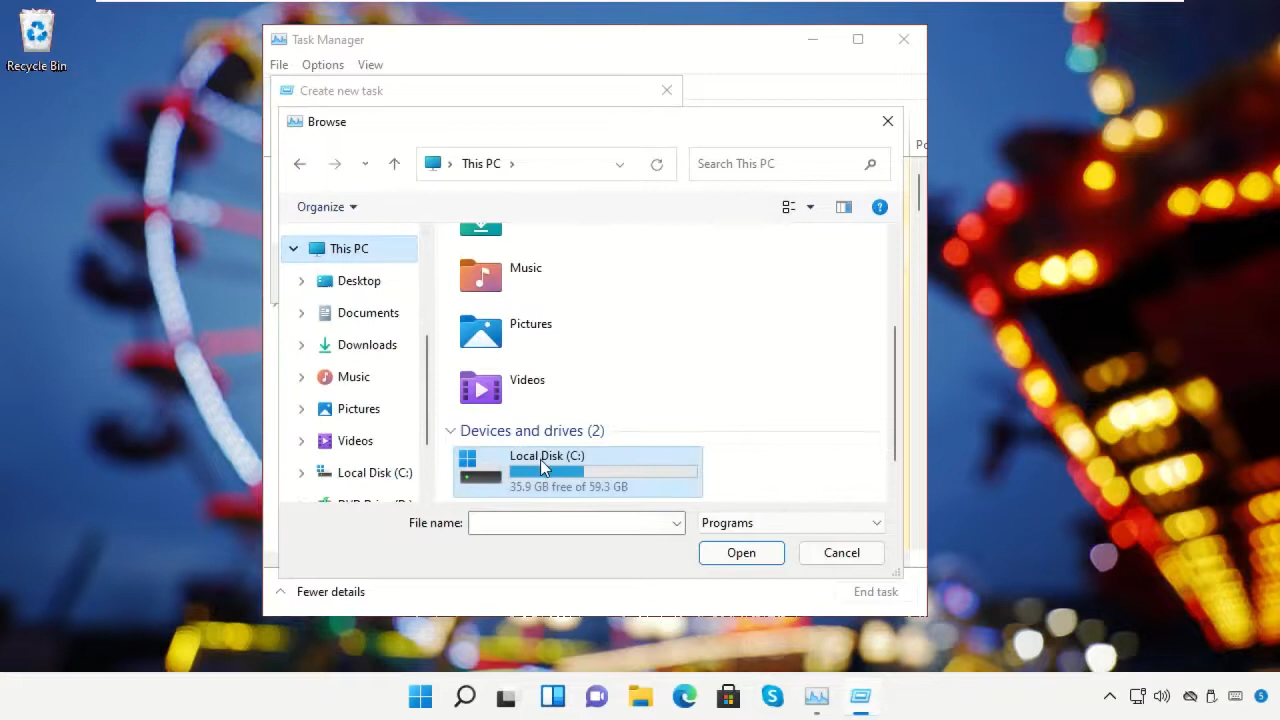 Recycle Bin
Task Manager
File Options View
Create new task
Browse
This PC
Search This PC
Po
Organize
This PC
Desktop
Documents
Downloads
Music
Pictures
Videos
Local Disk (C:)
Music
Pictures
Videos
Devices and drives (2)
Local Disk (C:)
35.9 GB free of 59.3 GB
File name:
Programs
Open
Cancel
Fewer details
End task
5